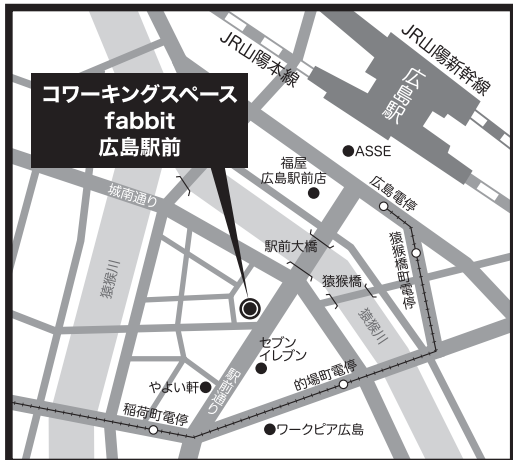 JR山陽新幹線
JR山陽本線
広島駅
コワーキングスペース
fabbit
広島駅前
ASSE
福屋
広島駅前店
広島電停
城南通り
駅前大橋
猿猴橋町電停
猿猴橋
猿猴川
猿猴川
セブン
イレブン
的場町電停
やよい軒
駅前通り
稲荷町電停
ワークピア広島